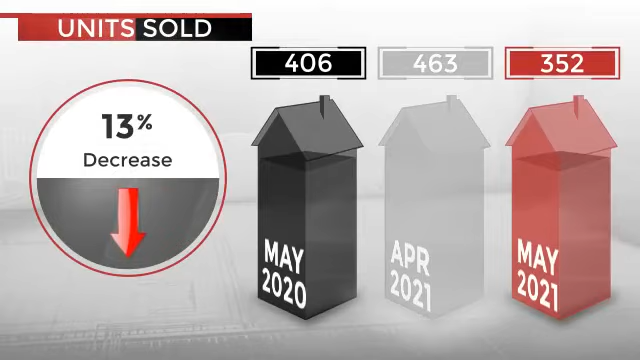 UNITS SOLD
406
463
352
13%
Decrease
MAY
2020
APR
2021
MAY
2021